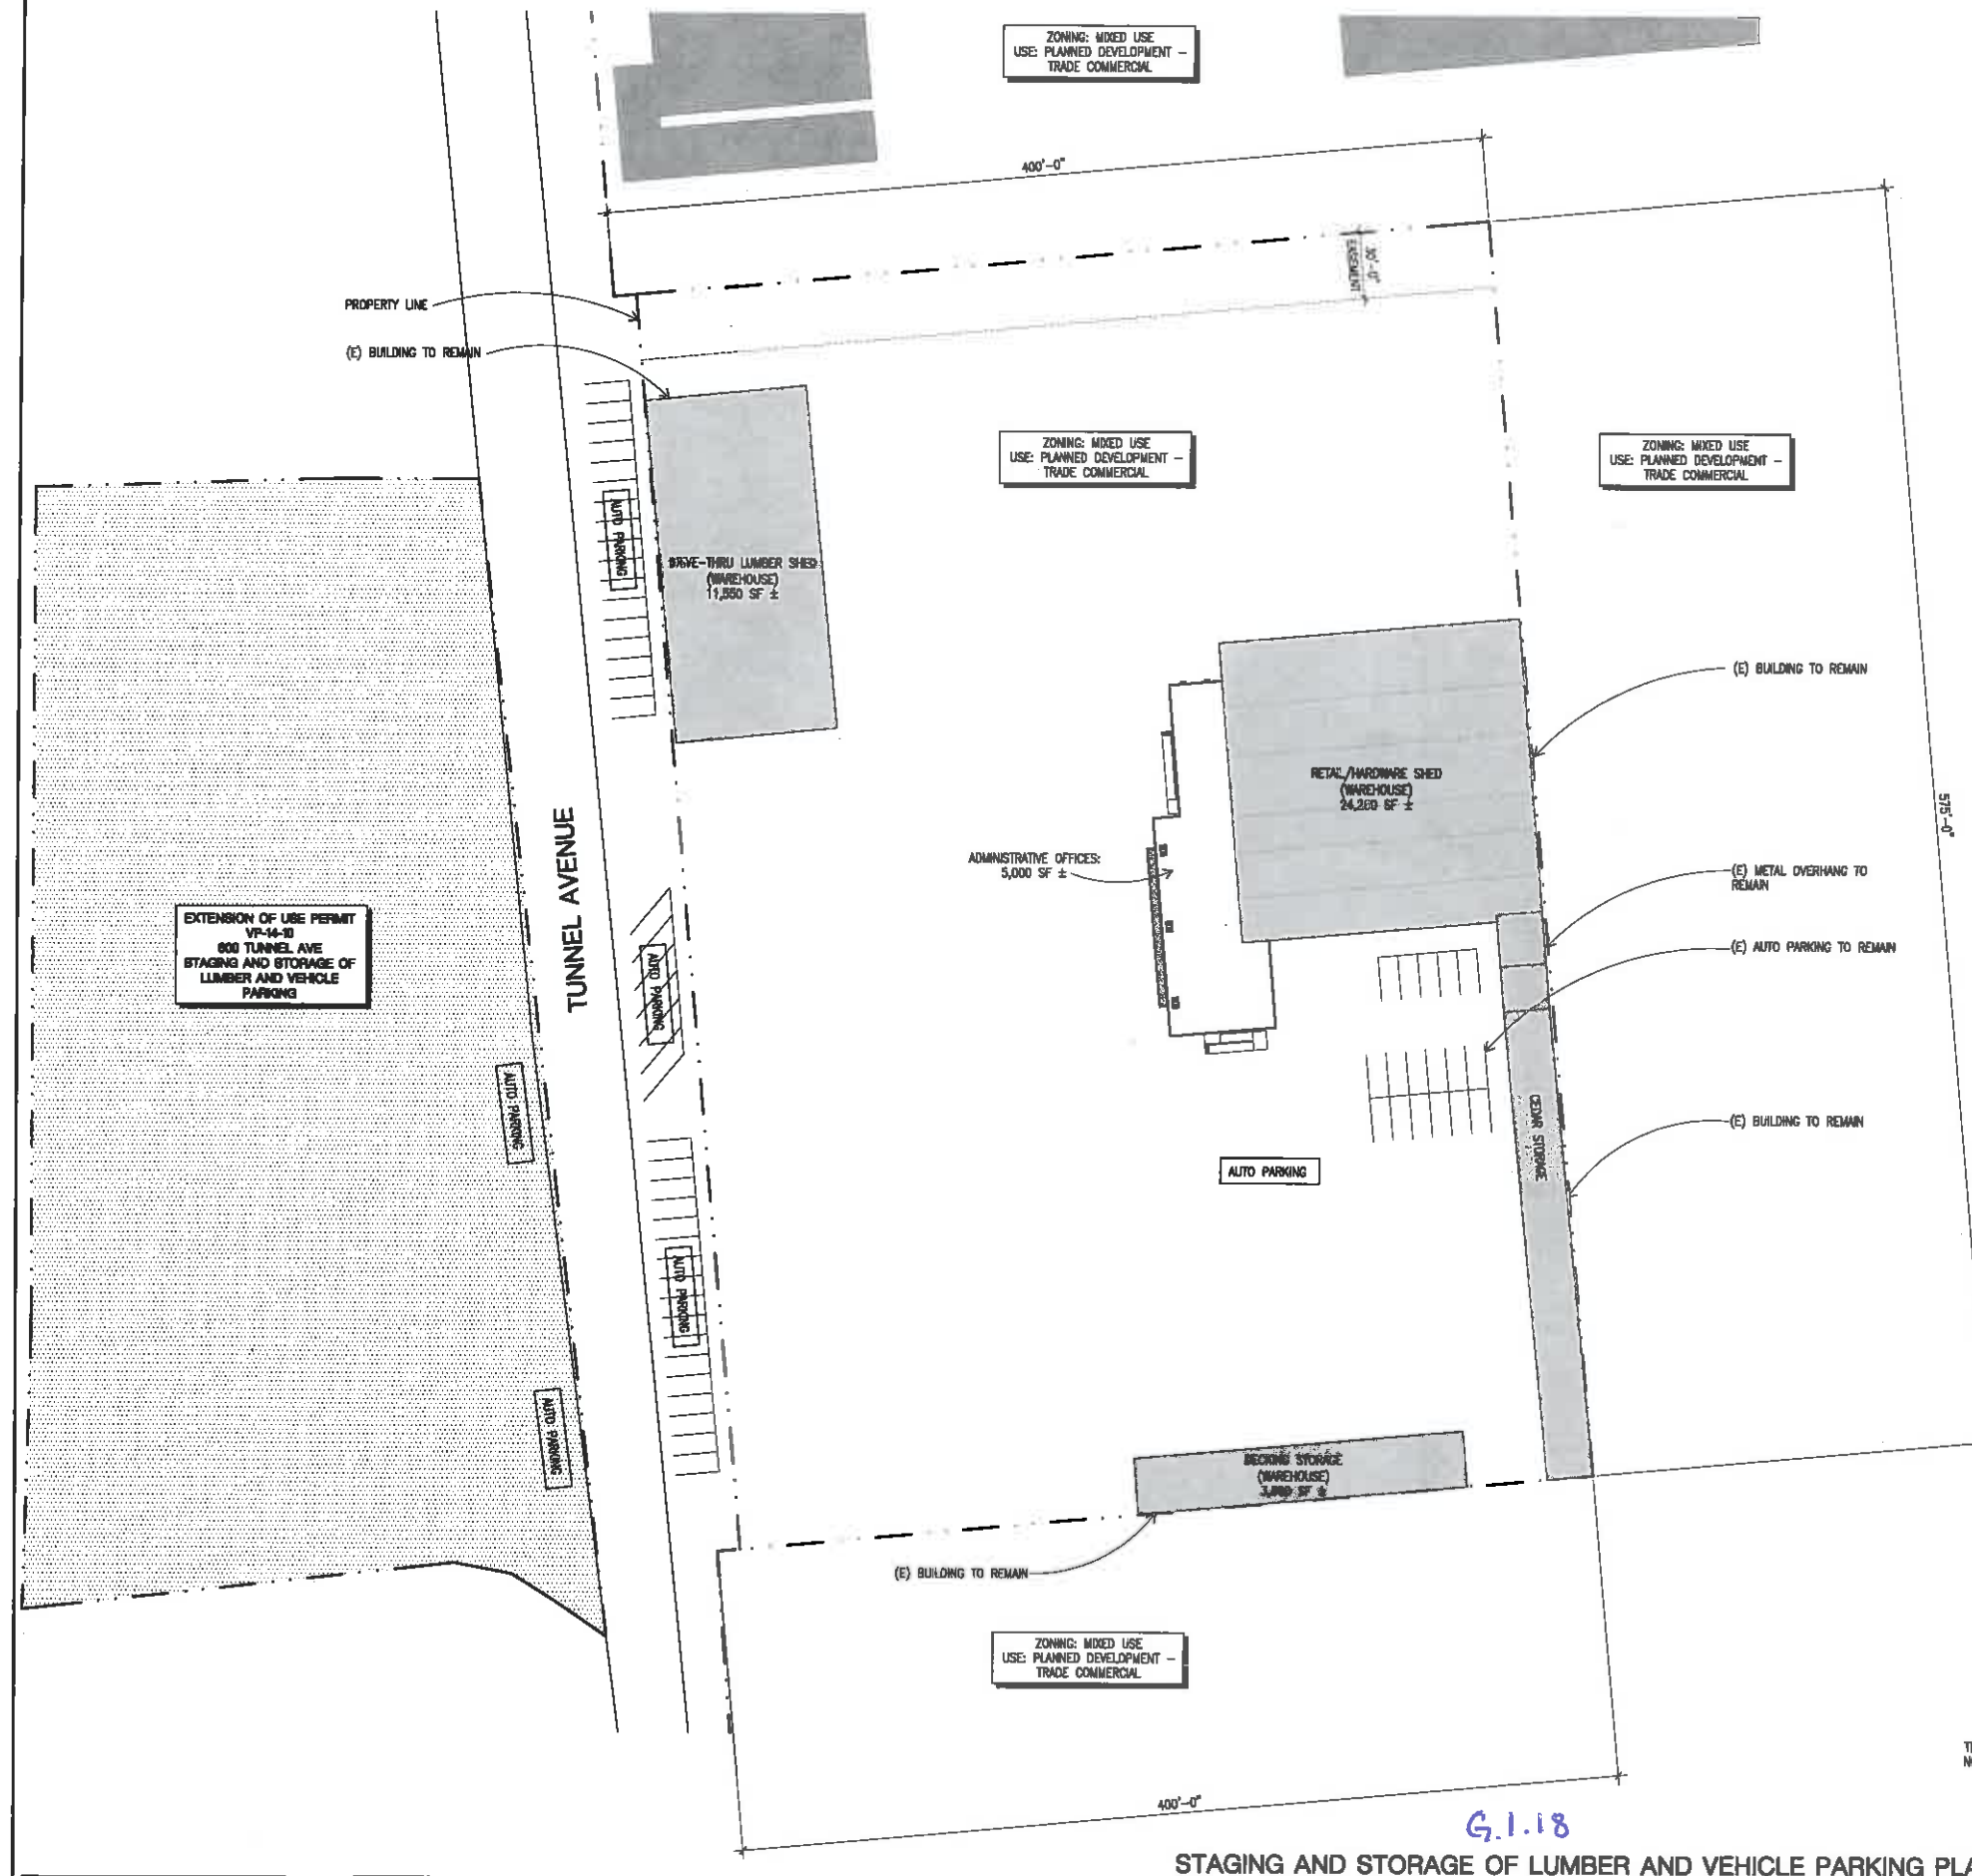 ZONING: MIXED USE
USE: PLANNED DEVELOPMENT –
TRADE COMMERCIAL
400'-0"
30'-0"
EASEMENT
PROPERTY LINE
(E) BUILDING TO REMAIN
ZONING: MIXED USE
USE: PLANNED DEVELOPMENT –
TRADE COMMERCIAL
ZONING: MIXED USE
USE: PLANNED DEVELOPMENT –
TRADE COMMERCIAL
AUTO PARKING
DRIVE-THRU LUMBER SHED
(WAREHOUSE)
11,550 SF ±
(E) BUILDING TO REMAIN
RETAIL/HARDWARE SHED
(WAREHOUSE)
SF ±
575'-0"
TUNNEL AVENUE
ADMINISTRATIVE OFFICES:
5,000 SF ±
(E) METAL OVERHANG TO
REMAIN
EXTENSION OF USE PERMIT
VP-14-10
600 TUNNEL AVE
STAGING AND STORAGE OF
LUMBER AND VEHICLE
PARKING
AUTO PARKING
(E) AUTO PARKING TO REMAIN
AUTO PARKING
CEDAR STORAGE
(E) BUILDING TO REMAIN
AUTO PARKING
AUTO PARKING
AUTO PARKING
DECKING STORAGE
(WAREHOUSE)
SF ±
(E) BUILDING TO REMAIN
ZONING: MIXED USE
USE: PLANNED DEVELOPMENT –
TRADE COMMERCIAL
400'-0"
G.1.18
STAGING AND STORAGE OF LUMBER AND VEHICLE PARKING PLA